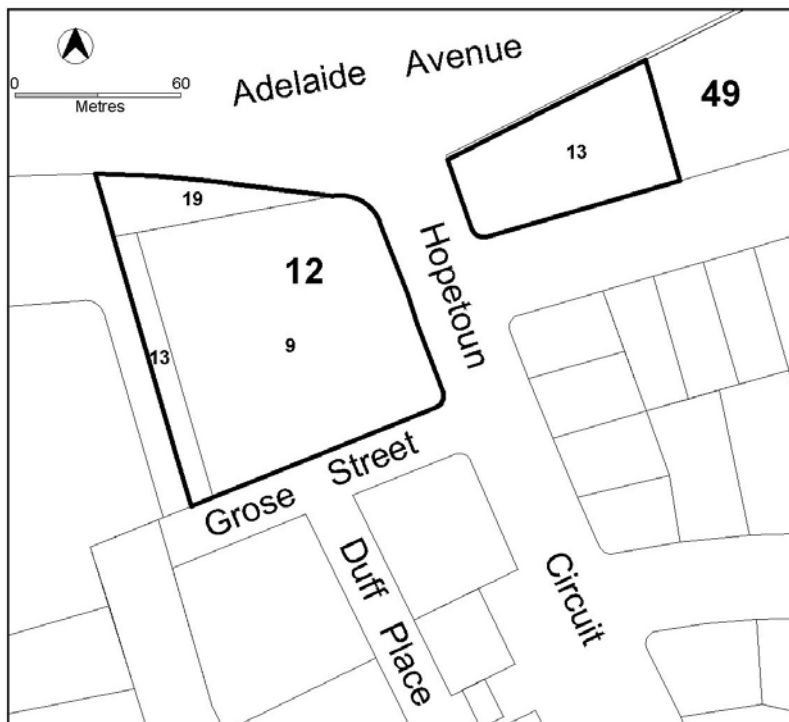 0 60
Metres
Adelaide Avenue
49
13
19
12
Hopetoun
13
9
Grose Street
Duff Place
Circuit